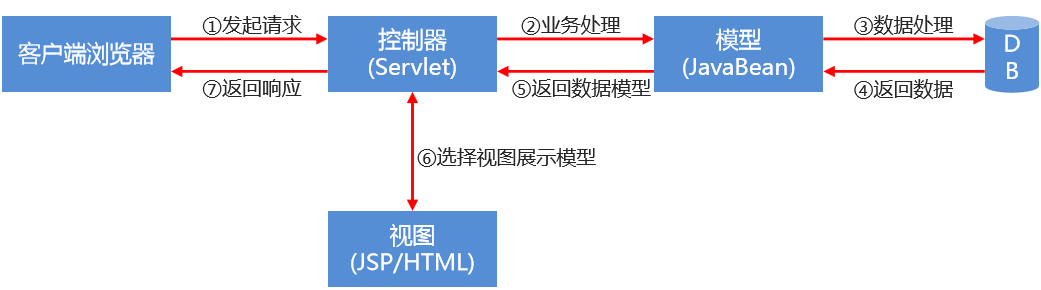 ①发起请求
②业务处理
③数据处理
客户端浏览器
控制器
(Servlet)
模型
(JavaBean)
D
B
⑦返回响应
⑤返回数据模型
④返回数据
⑥选择视图展示模型
视图
(JSP/HTML)